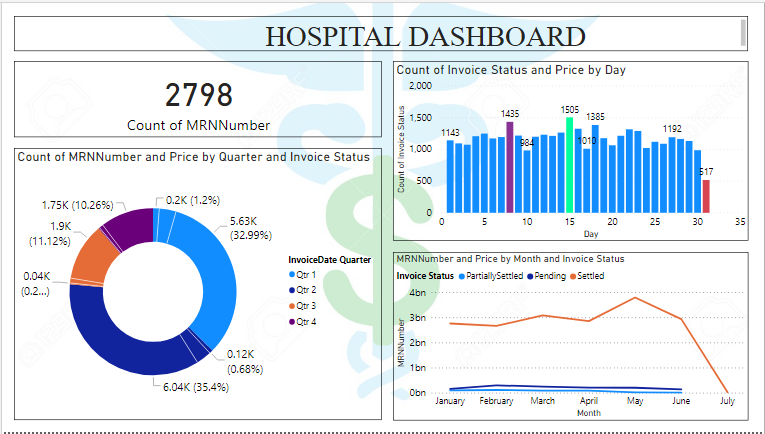 HOSPITAL DASHBOARD
2798
Count of MRNNumber
Count of MRNNumber and Price by Quarter and Invoice Status
0.2K (1.2%)
1.75K (10.26%)
5.63K
(32.99%)
1.9K
(11.12%)
0.04K
(0.2...)
0.12K
(0.68%)
6.04K (35.4%)
InvoiceDate Quarter
Qtr 1
Qtr 2
Qtr 3
Qtr 4
Count of Invoice Status and Price by Day
Count of Invoice Status
2,000
1,500
1,000
500
0
1143
1435
984
1505
1010
1385
1192
517
0 5 10 15 20 25 30 35
Day
MRNNumber and Price by Month and Invoice Status
Invoice Status PartiallySettled Pending Settled
MRNNumber
4bn
3bn
2bn
1bn
0bn
January February March April May June July
Month